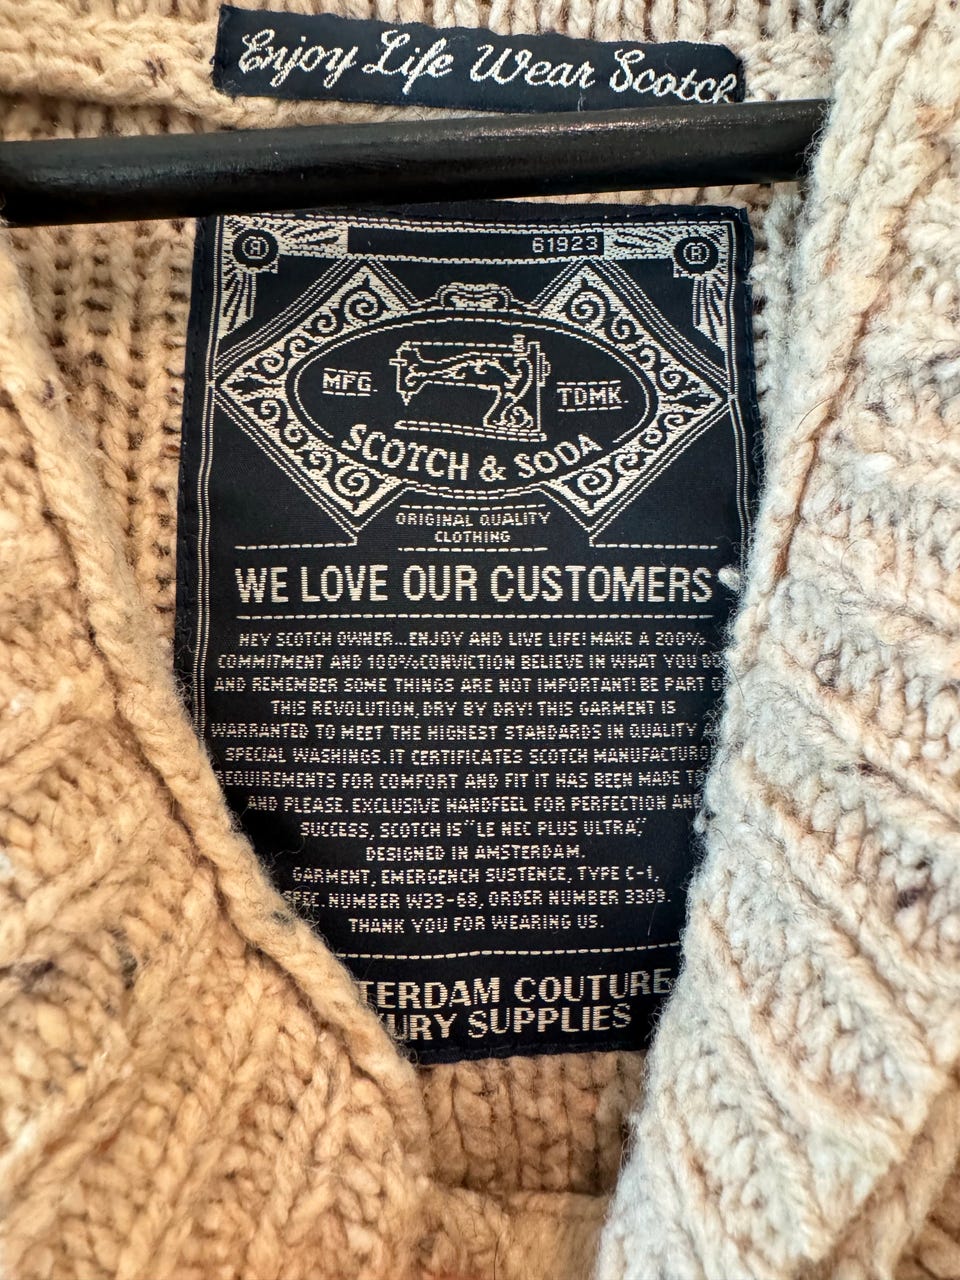 Enjoy Life Wear Scotch
® 61923 ®
MFG. TDMK.
SCOTCH & SODA
ORIGINAL QUALITY
CLOTHING
WE LOVE OUR CUSTOMERS
HEY SCOTCH OWNER...ENJOY AND LIVE LIFE! MAKE A 200%
COMMITMENT AND 100% CONVICTION BELIEVE IN WHAT YOU DO
AND REMEMBER SOME THINGS ARE NOT IMPORTANT! BE PART
THIS REVOLUTION, DRY BY DRY! THIS GARMENT IS
WARRANTED TO MEET THE HIGHEST STANDARDS IN QUALITY
SPECIAL WASHINGS. IT CERTIFICATES SCOTCH MANUFACTURO
EQUIREMENTS FOR COMFORT AND FIT IT HAS BEEN MADE TO
AND PLEASE. EXCLUSIVE HANDFEEL FOR PERFECTION AND
SUCCESS, SCOTCH IS "LE NEC PLUS ULTRA",
DESIGNED IN AMSTERDAM.
GARMENT, EMERGENCH SUSTENCE, TYPE C-1,
SPEC. NUMBER W33-68, ORDER NUMBER 3309.
THANK YOU FOR WEARING US.
TERDAM COUTURE
URY SUPPLIES